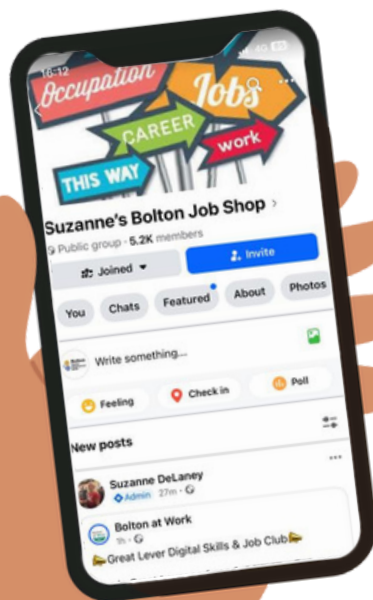 16:12
4G
Occupation
Jobs
CAREER
work
THIS WAY
Suzanne's Bolton Job Shop
Public group · 5.2K members
Joined
Invite
You
Chats
Featured
About
Photos
Write something...
Feeling
Check in
Poll
New posts
Suzanne DeLaney
Admin 27m ·
Bolton at Work
1h ·
Great Lever Digital Skills & Job Club